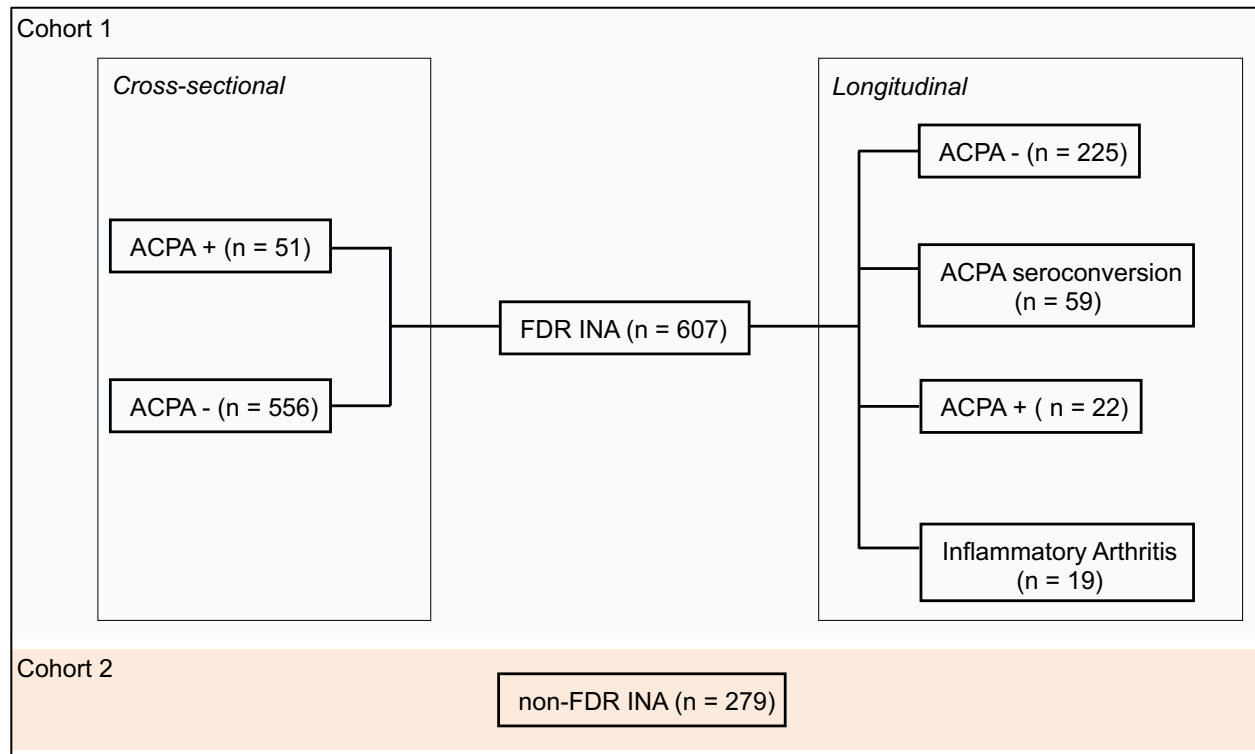 Cohort 1
Cross-sectional
ACPA + (n = 51)
ACPA - (n = 556)
FDR INA (n = 607)
Longitudinal
ACPA - (n = 225)
ACPA seroconversion
(n = 59)
ACPA + ( n = 22)
Inflammatory Arthritis
(n = 19)
Cohort 2
non-FDR INA (n = 279)